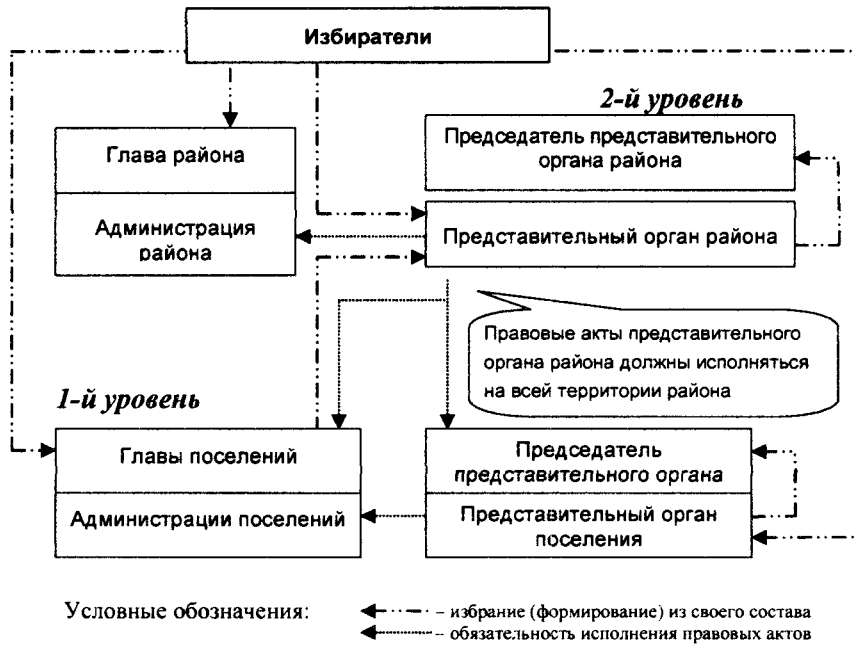 Избиратели
2-й уровень
Глава района
Администрация
района
Председатель представительного
органа района
Представительный орган района
Правовые акты представительного
органа района должны исполняться
на всей территории района
1-й уровень
Главы поселений
Администрации поселений
Председатель
представительного органа
Представительный орган
поселения
Условные обозначения:
– избрание (формирование) из своего состава
– обязательность исполнения правовых актов